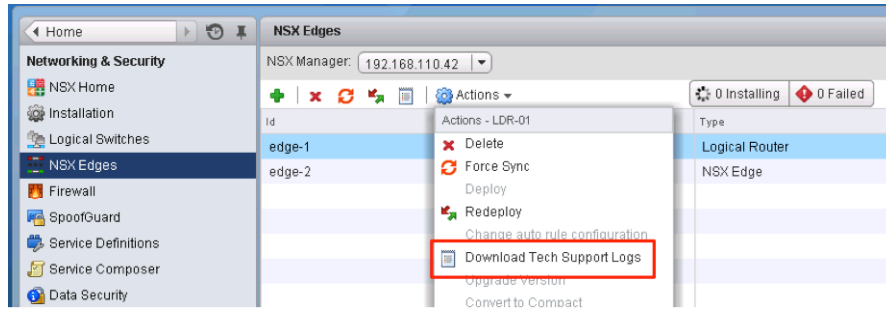 Home
NSX Edges
Networking & Security
NSX Manager: 192.168.110.42
NSX Home
Actions
0 Installing
0 Failed
Installation
Id
Actions - LDR-01
Type
Logical Switches
edge-1
Delete
Logical Router
NSX Edges
edge-2
Force Sync
NSX Edge
Firewall
Deploy
SpoofGuard
Redeploy
Change auto rule configuration
Service Definitions
Download Tech Support Logs
Service Composer
Upgrade Version
Data Security
Convert to Compact